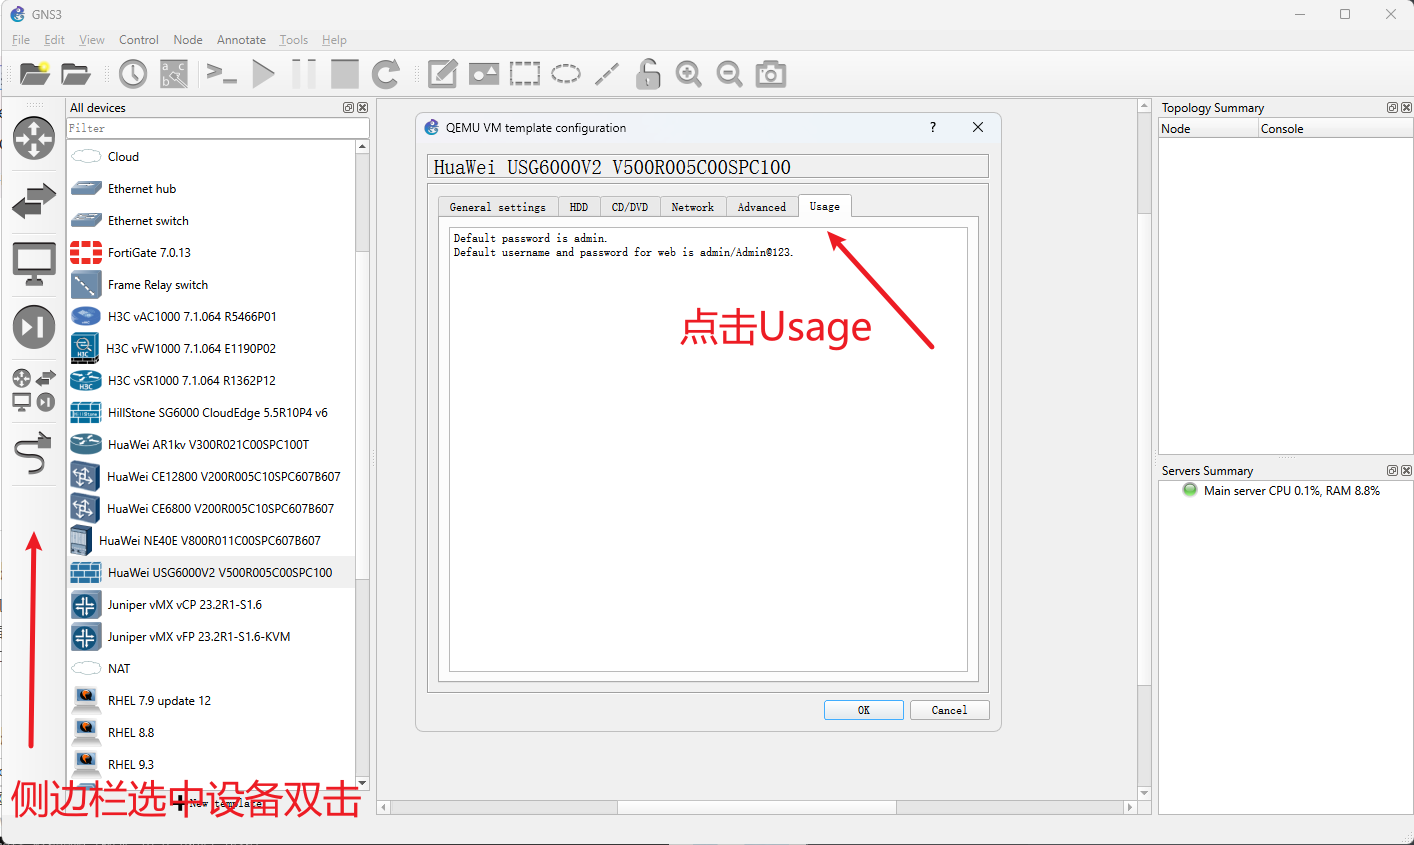 GNS3
File Edit View Control Node Annotate Tools Help
All devices
Filter
Cloud
Ethernet hub
Ethernet switch
FortiGate 7.0.13
Frame Relay switch
H3C vAC1000 7.1.064 R5466P01
H3C vFW1000 7.1.064 E1190P02
H3C vSR1000 7.1.064 R1362P12
HillStone SG6000 CloudEdge 5.5R10P4 v6
HuaWei AR1kv V300R021C00SPC100T
HuaWei CE12800 V200R005C10SPC607B607
HuaWei CE6800 V200R005C10SPC607B607
HuaWei NE40E V800R011C00SPC607B607
HuaWei USG6000V2 V500R005C00SPC100
Juniper vMX vCP 23.2R1-S1.6
Juniper vMX vFP 23.2R1-S1.6-KVM
NAT
RHEL 7.9 update 12
RHEL 8.8
RHEL 9.3
New template
侧边栏选中设备双击
QEMU VM template configuration
HuaWei USG6000V2 V500R005C00SPC100
General settings HDD CD/DVD Network Advanced Usage
Default password is admin.
Default username and password for web is admin/Admin@123.
点击Usage
OK Cancel
Topology Summary
Node Console
Servers Summary
Main server CPU 0.1%, RAM 8.8%